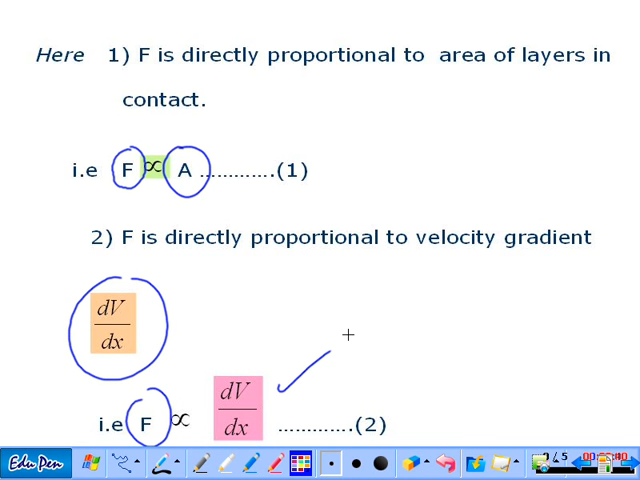 Here 1) F is directly proportional to area of layers in
contact.
i.e F ∝ A ………….(1)
2) F is directly proportional to velocity gradient
dV
dx
i.e F ∝ dV/dx ………….(2)
Edu Pen
/ 5